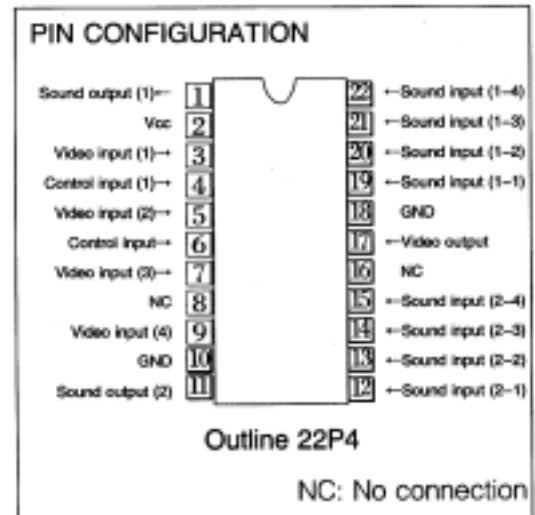 PIN CONFIGURATION
Sound output (1)← 1
Vcc 2
Video input (1)→ 3
Control input (1)→ 4
Video input (2)→ 5
Control input→ 6
Video input (3)→ 7
NC 8
Video input (4) 9
GND 10
Sound output (2) 11
22 ←Sound input (1-4)
21 ←Sound input (1-3)
20 ←Sound input (1-2)
19 ←Sound input (1-1)
18 GND
17 ←Video output
16 NC
15 ←Sound input (2-4)
14 ←Sound input (2-3)
13 ←Sound input (2-2)
12 ←Sound input (2-1)
Outline 22P4
NC: No connection